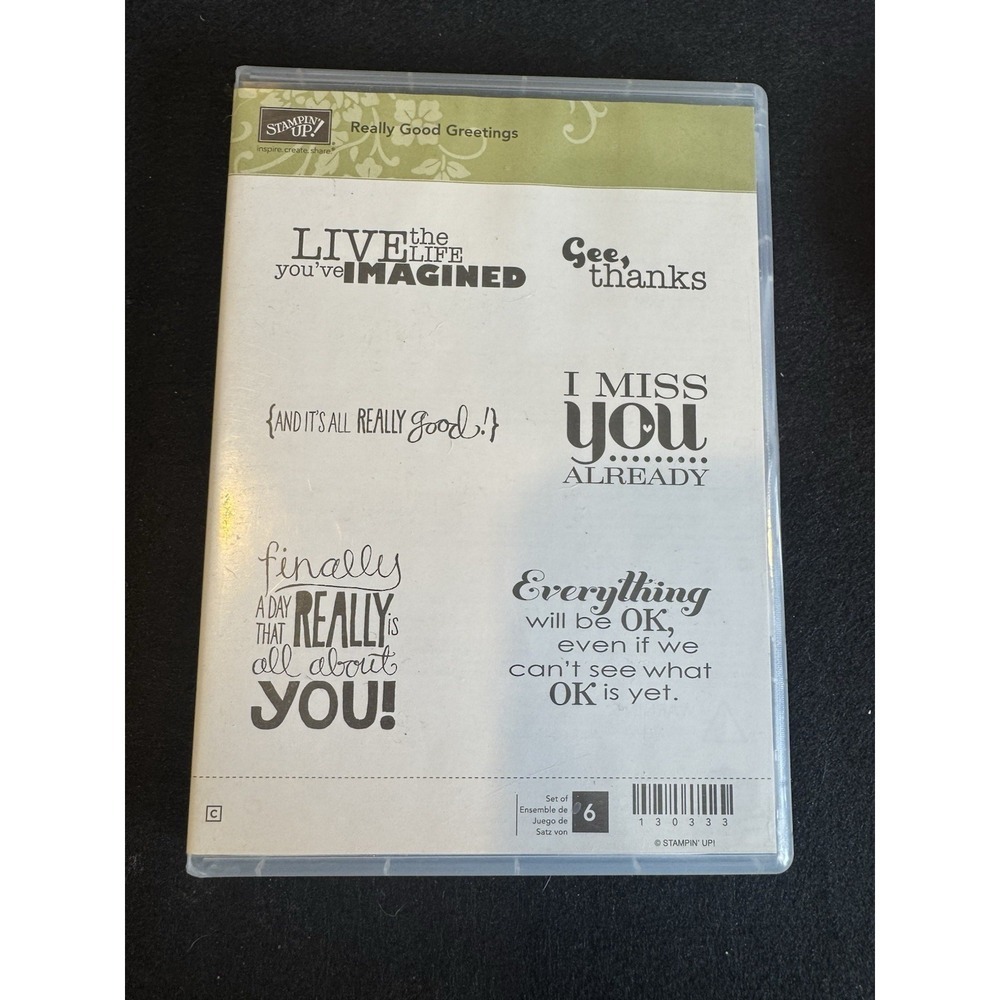 STAMPIN' UP!
inspire. create. share.®
Really Good Greetings
LIVE the LIFE
you've IMAGINED
Gee,
thanks
{AND IT'S ALL REALLY good!}
I MISS
you
ALREADY
finally
A DAY THAT REALLY IS
all about
YOU!
Everything
will be OK,
even if we
can't see what
OK is yet.
C
Set of
Ensemble de
Juego de
Satz von
6
130333
© STAMPIN' UP!